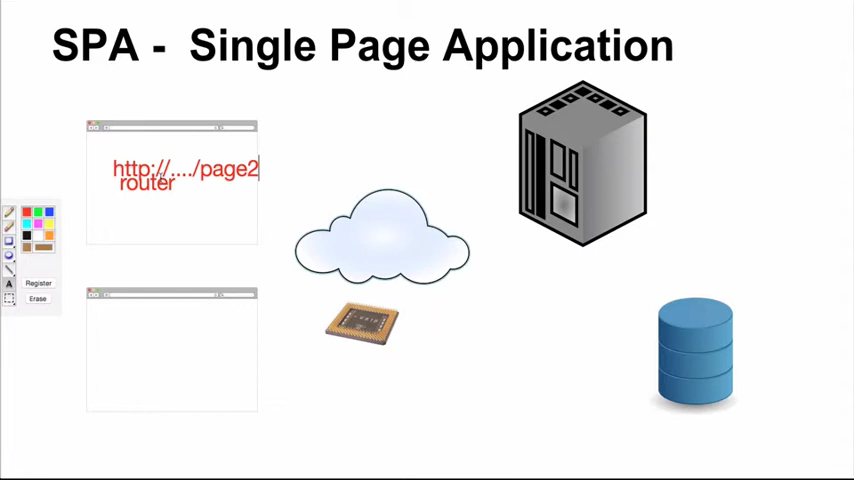 SPA - Single Page Application
http://..../page2
router
A
Register
Erase